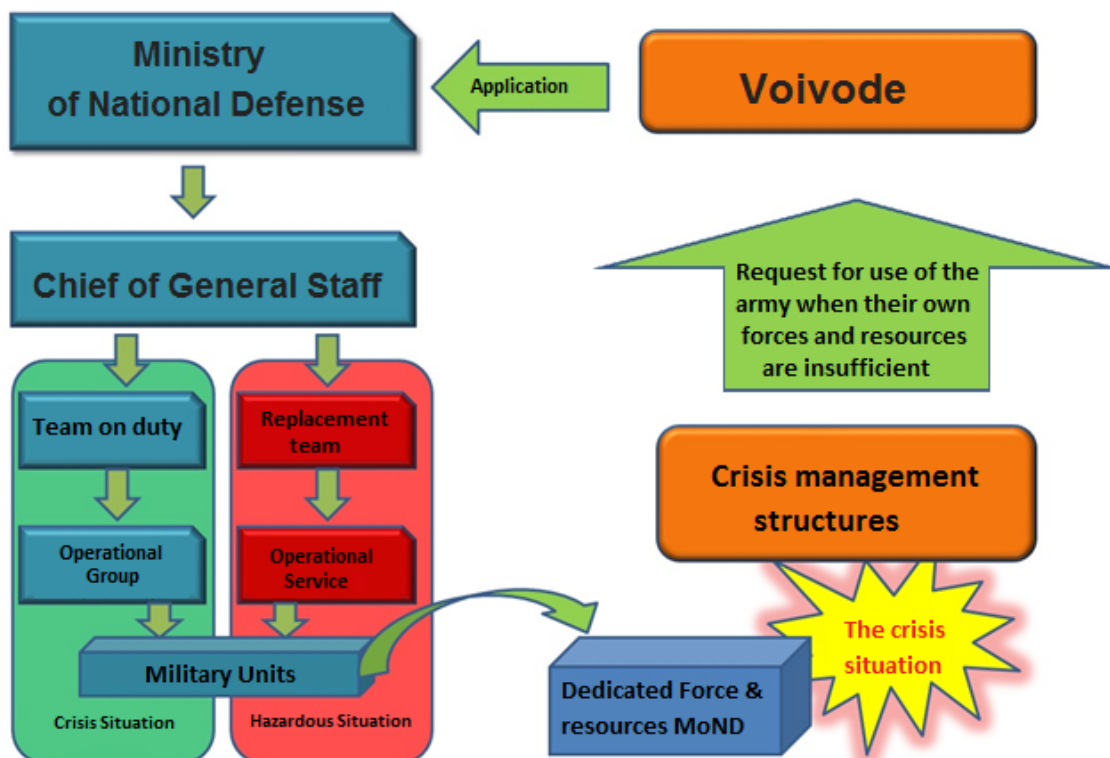 Ministry
of National Defense
Application
Voivode
Chief of General Staff
Request for use of the
army when their own
forces and resources
are insufficient
Team on duty
Replacement
team
Operational
Group
Operational
Service
Military Units
Crisis Situation
Hazardous Situation
Crisis management
structures
The crisis
situation
Dedicated Force &
resources MoND